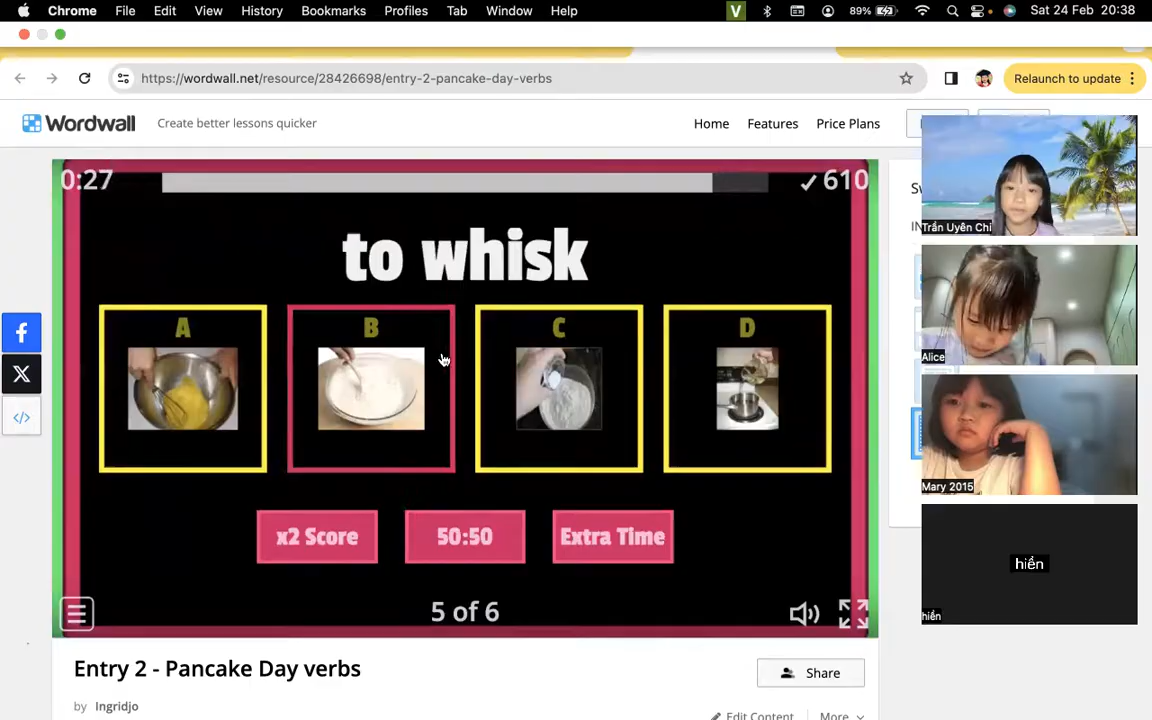 Chrome File Edit View History Bookmarks Profiles Tab Window Help V 89% Sat 24 Feb 20:38
https://wordwall.net/resource/28426698/entry-2-pancake-day-verbs
Relaunch to update
Wordwall Create better lessons quicker
Home Features Price Plans
0:27
610
to whisk
A
B
C
D
x2 Score
50:50
Extra Time
5 of 6
Entry 2 - Pancake Day verbs
Share
by Ingridjo
Edit Content More
Trần Uyên Chi
Alice
Mary 2015
hiển
hiển